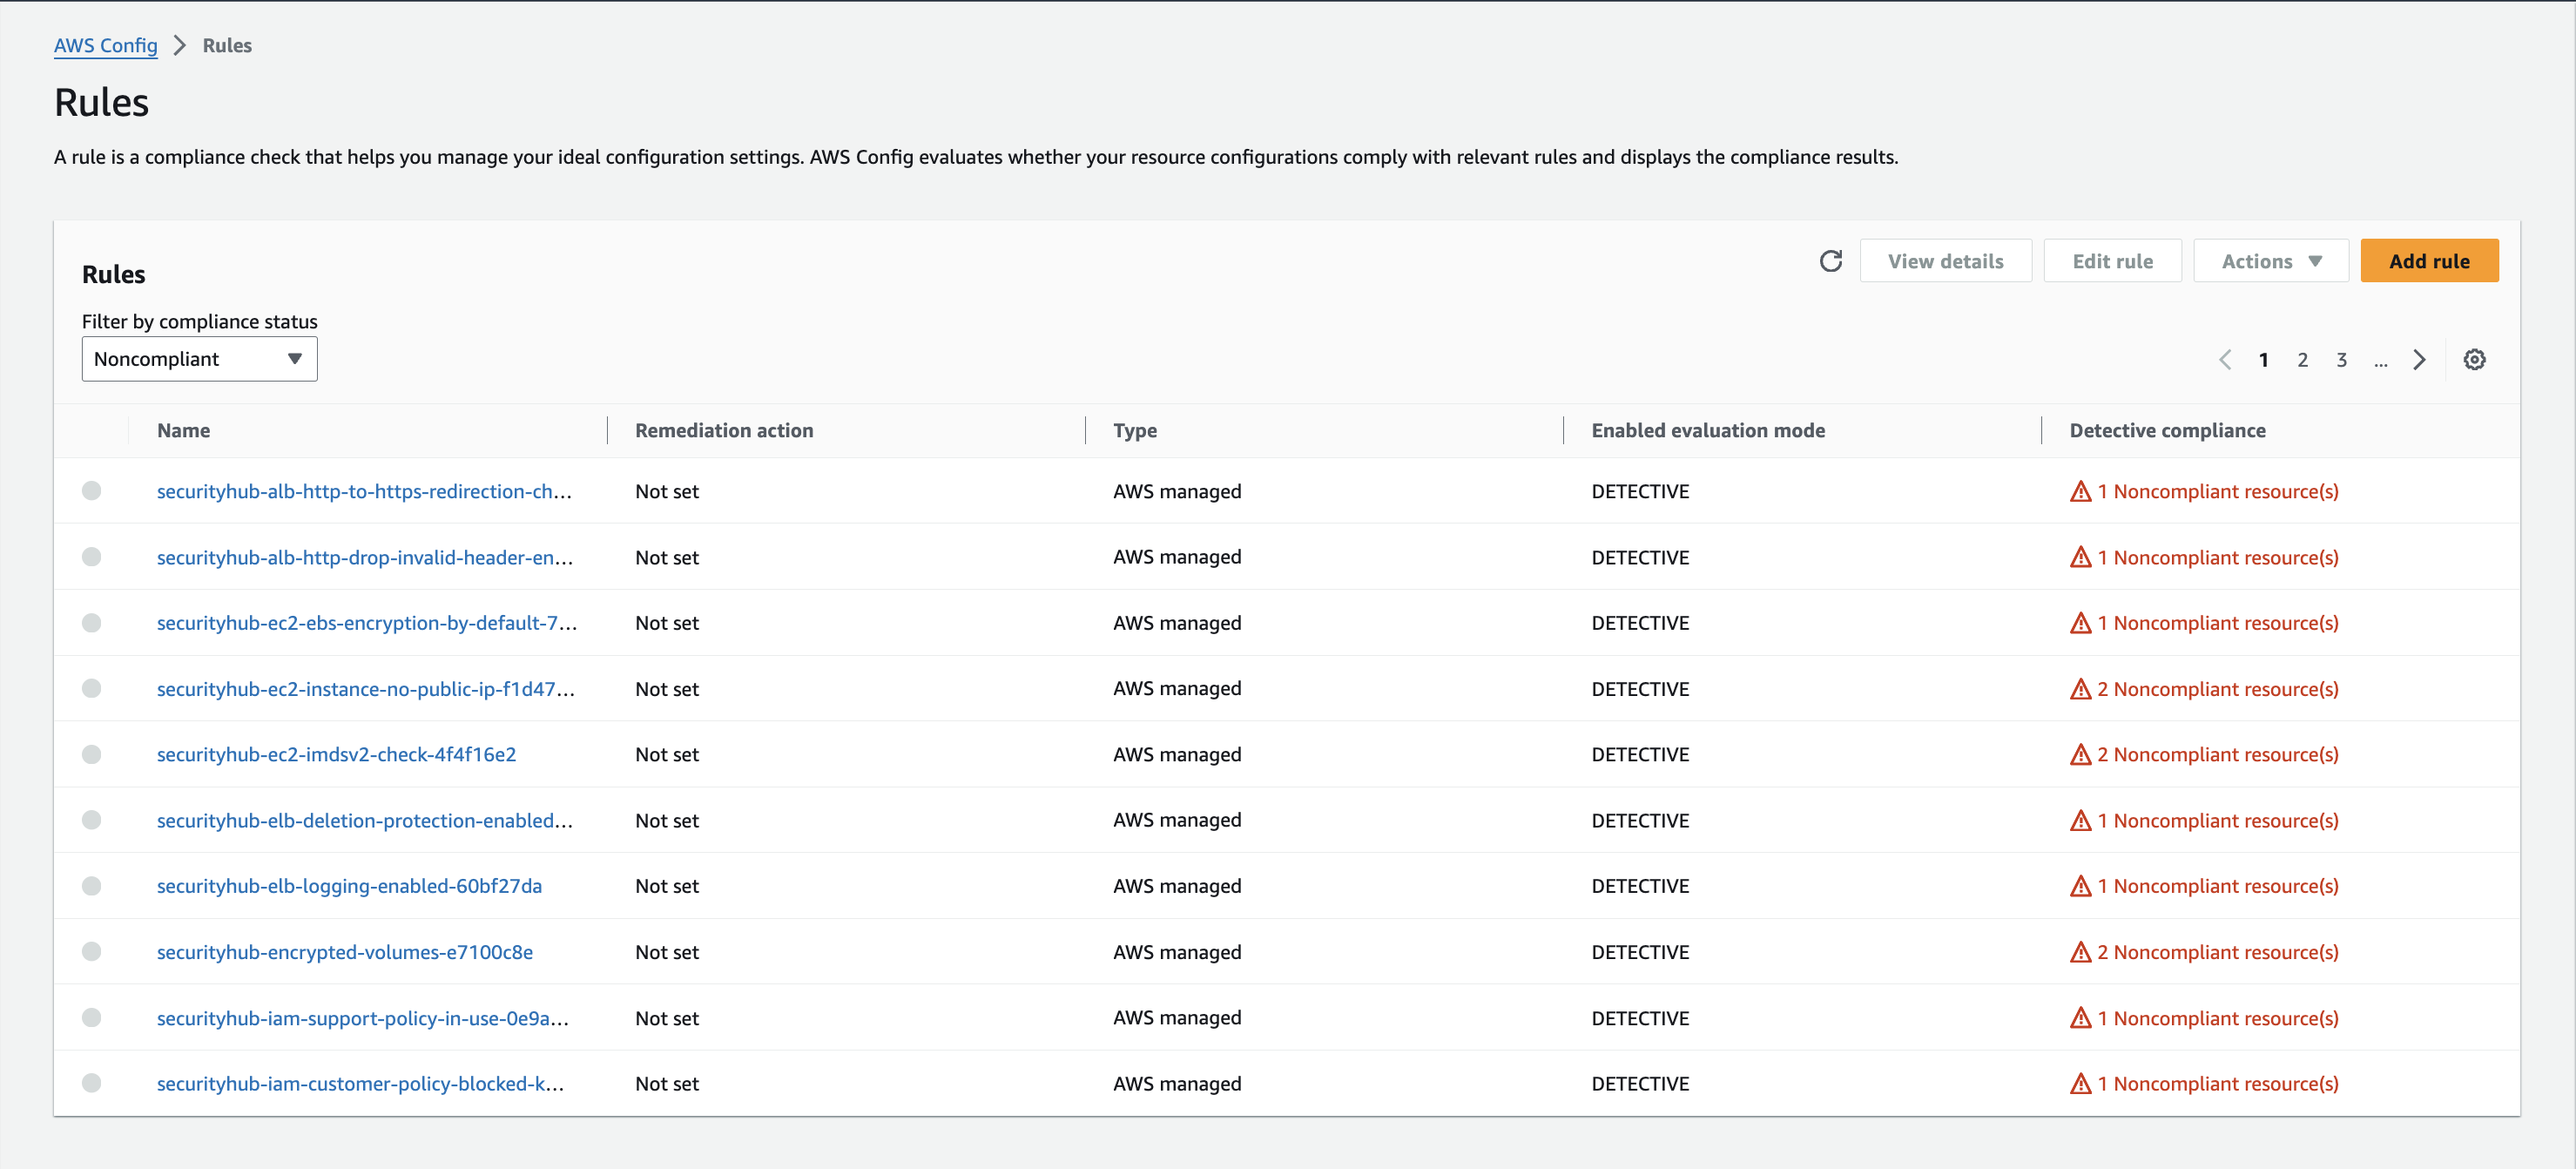 AWS Config > Rules
Rules
A rule is a compliance check that helps you manage your ideal configuration settings. AWS Config evaluates whether your resource configurations comply with relevant rules and displays the compliance results.
Rules
View details Edit rule Actions Add rule
Filter by compliance status
Noncompliant
1 2 3 ...
Name Remediation action Type Enabled evaluation mode Detective compliance
securityhub-alb-http-to-https-redirection-ch... Not set AWS managed DETECTIVE 1 Noncompliant resource(s)
securityhub-alb-http-drop-invalid-header-en... Not set AWS managed DETECTIVE 1 Noncompliant resource(s)
securityhub-ec2-ebs-encryption-by-default-7... Not set AWS managed DETECTIVE 1 Noncompliant resource(s)
securityhub-ec2-instance-no-public-ip-f1d47... Not set AWS managed DETECTIVE 2 Noncompliant resource(s)
securityhub-ec2-imdsv2-check-4f4f16e2 Not set AWS managed DETECTIVE 2 Noncompliant resource(s)
securityhub-elb-deletion-protection-enabled... Not set AWS managed DETECTIVE 1 Noncompliant resource(s)
securityhub-elb-logging-enabled-60bf27da Not set AWS managed DETECTIVE 1 Noncompliant resource(s)
securityhub-encrypted-volumes-e7100c8e Not set AWS managed DETECTIVE 2 Noncompliant resource(s)
securityhub-iam-support-policy-in-use-0e9a... Not set AWS managed DETECTIVE 1 Noncompliant resource(s)
securityhub-iam-customer-policy-blocked-k... Not set AWS managed DETECTIVE 1 Noncompliant resource(s)